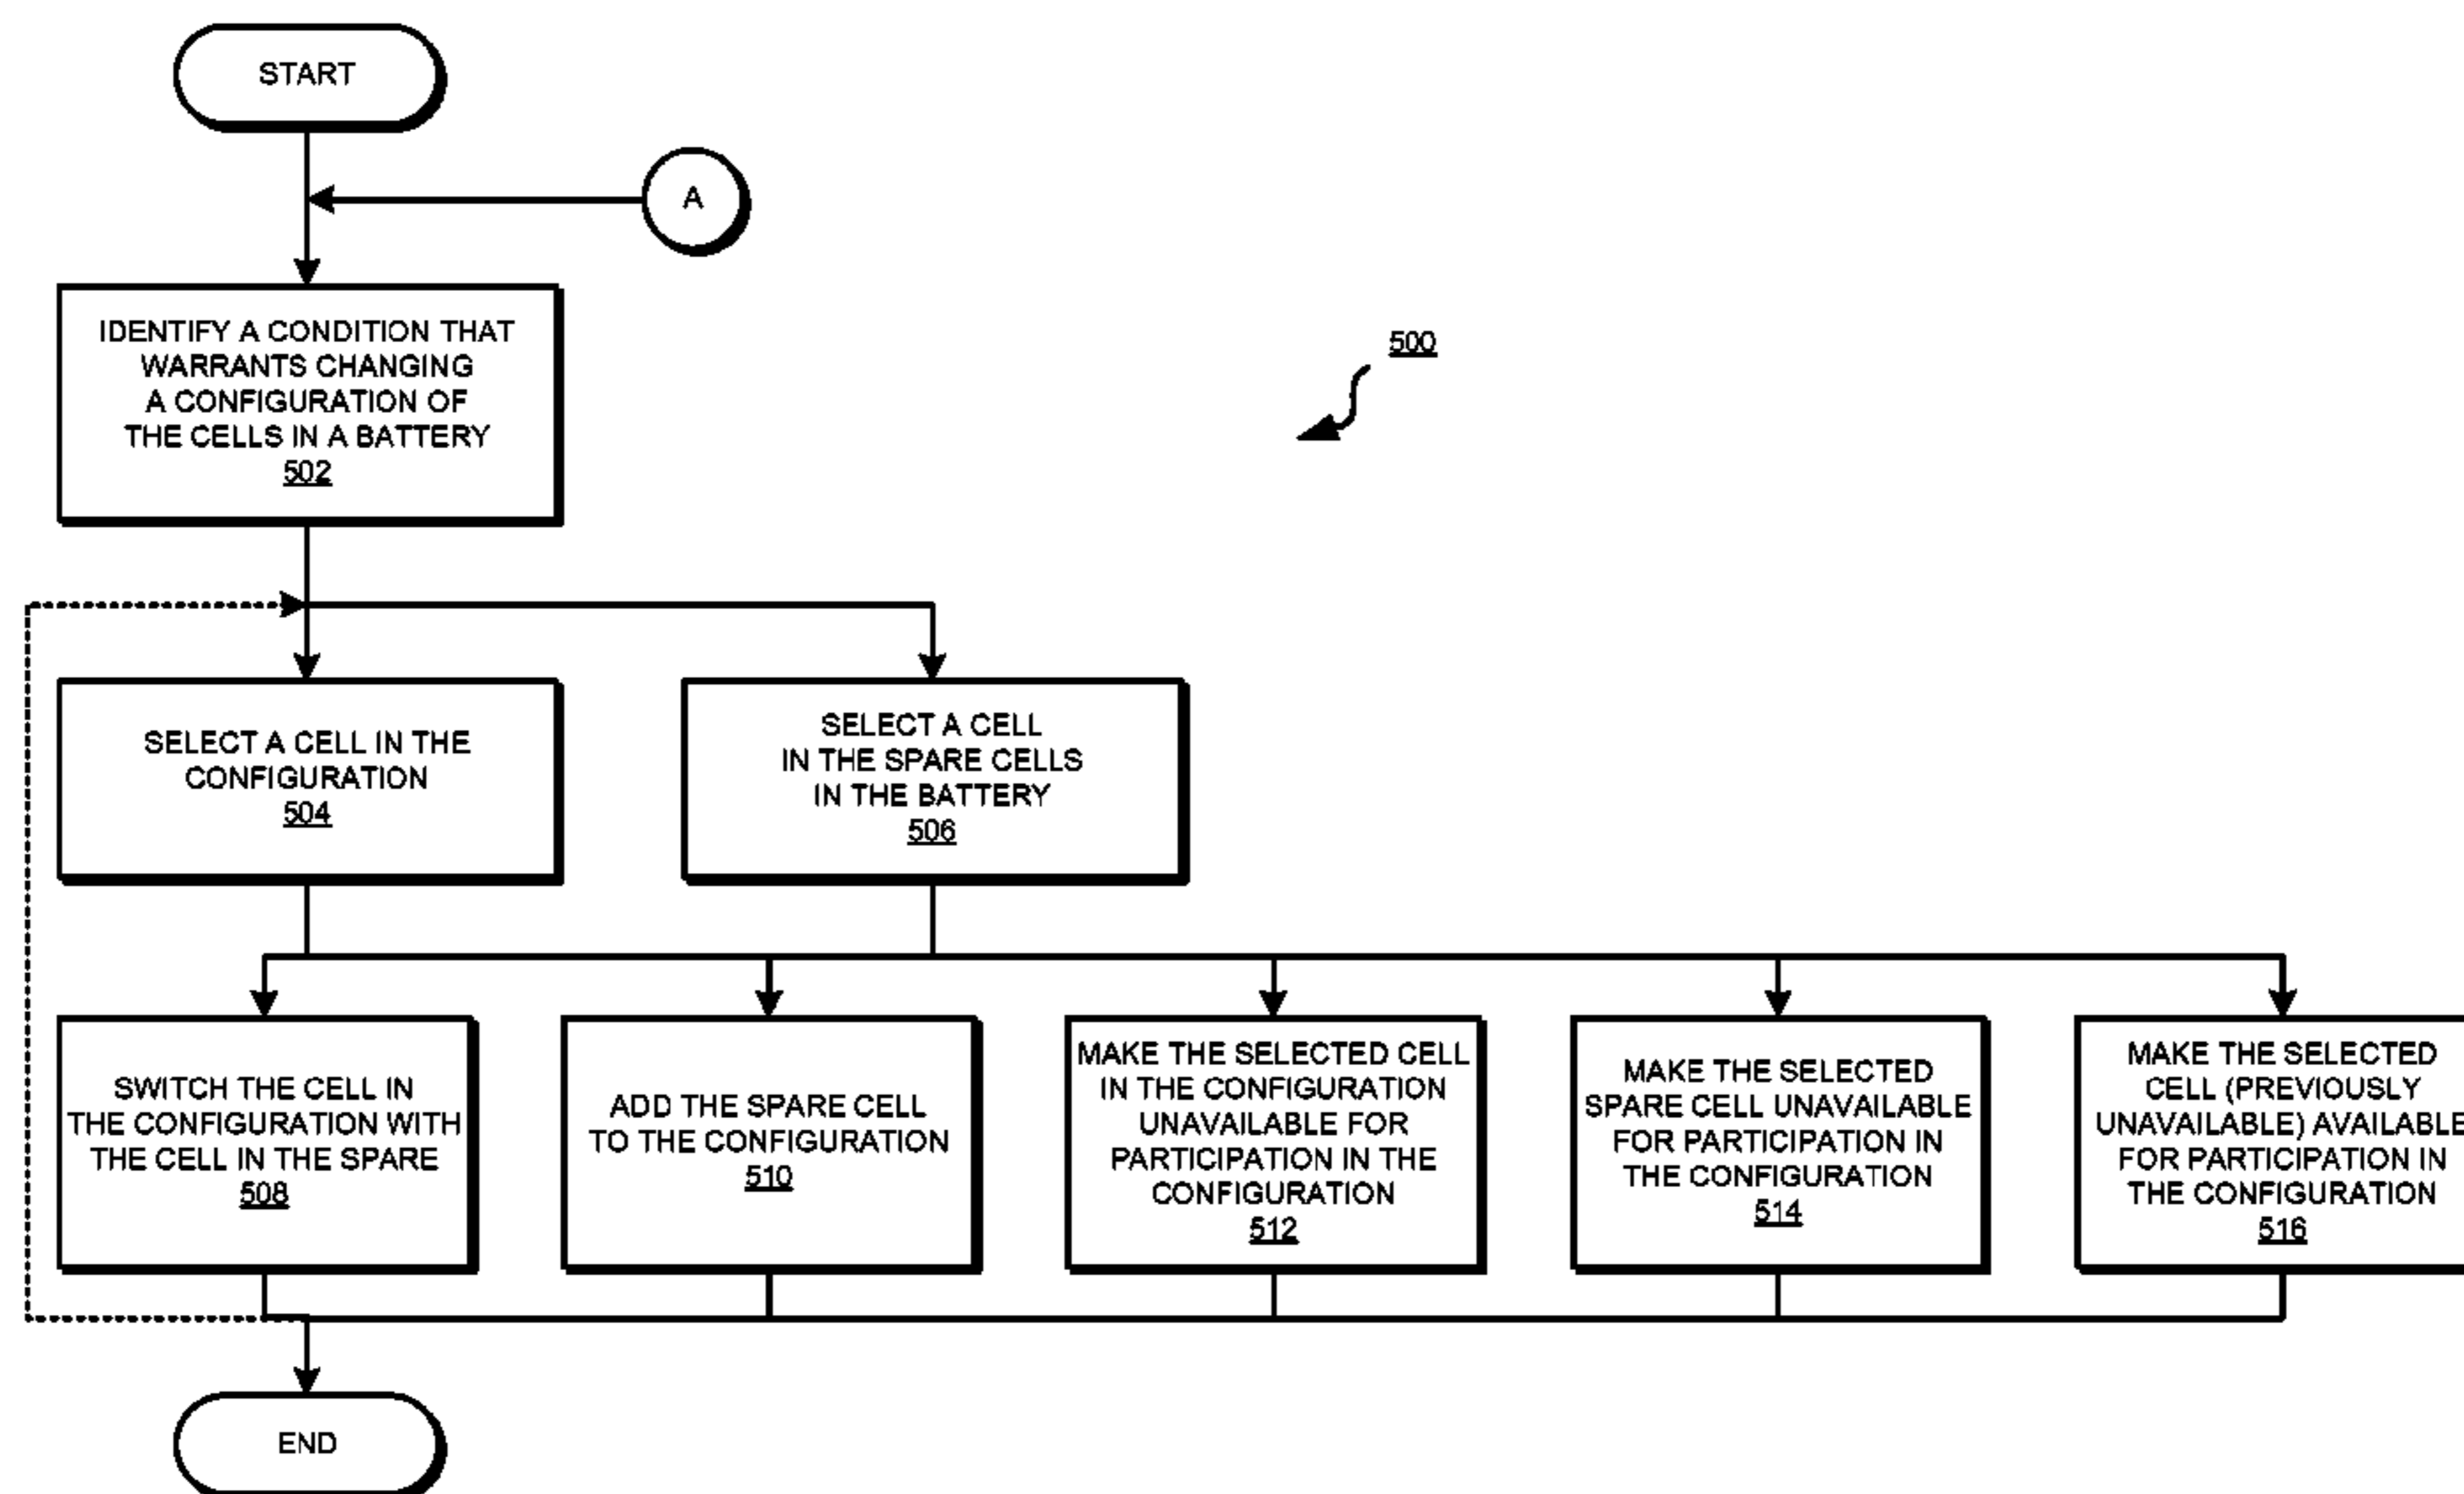 START
A
IDENTIFY A CONDITION THAT
WARRANTS CHANGING
A CONFIGURATION OF
THE CELLS IN A BATTERY
502
500
SELECT A CELL IN THE
CONFIGURATION
504
SELECT A CELL
IN THE SPARE CELLS
IN THE BATTERY
506
SWITCH THE CELL IN
THE CONFIGURATION WITH
THE CELL IN THE SPARE
508
ADD THE SPARE CELL
TO THE CONFIGURATION
510
MAKE THE SELECTED CELL
IN THE CONFIGURATION
UNAVAILABLE FOR
PARTICIPATION IN THE
CONFIGURATION
512
MAKE THE SELECTED
SPARE CELL UNAVAILABLE
FOR PARTICIPATION IN
THE CONFIGURATION
514
MAKE THE SELECTED
CELL (PREVIOUSLY
UNAVAILABLE) AVAILABLE
FOR PARTICIPATION IN
THE CONFIGURATION
516
END